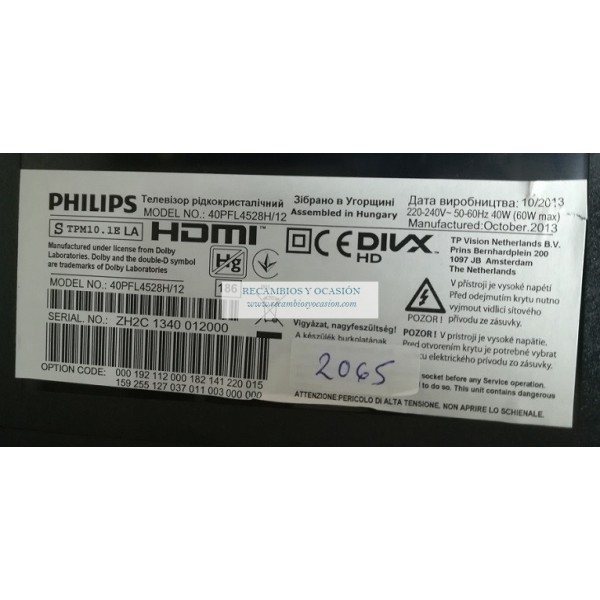 PHILIPS
Телевізор рідкокристалічний
MODEL NO.: 40PFL4528H/12
S TPM10.1E LA
HDMI
Manufactured under license from Dolby
Laboratories. Dolby and the double-D symbol
are trademarks of Dolby Laboratories
Hg
Зібрано в Угорщині
Assembled in Hungary
CE DIVX
HD
Дата виробництва: 10/2013
220-240V~ 50-60Hz 40W (60W max)
Manufactured:October.2013
TP Vision Netherlands B.V.
Prins Bernhardplein 200
1097 JB Amsterdam
The Netherlands
MODEL NO.: 40PFL4528H/12
186
RECAMBIOS Y OCASIÓN
www.recambiosyocasion.com
SERIAL. NO.: ZH2C 1340 012000
OPTION CODE: 000 192 112 000 182 141 220 015
159 255 127 037 011 003 000 000
Vigyázat, nagyfeszültség!
A készülék burkolatának
2065
POZOR !
V přístroji je vysoké napětí
Před odejmutím krytu nutno
vyjmout vidlici síťového
přívodu ze zásuvky.
POZOR! V prístroji je vysoké napätie.
Pred otvorením krytu je potrebné vybrať
u elektrického prívodu zo zásuvky.
socket before any Service operation.
This unit contains dangerous
ATTENZIONE:PERICOLO DI ALTA TENSIONE, NON APRIRE LO SCHIENALE.